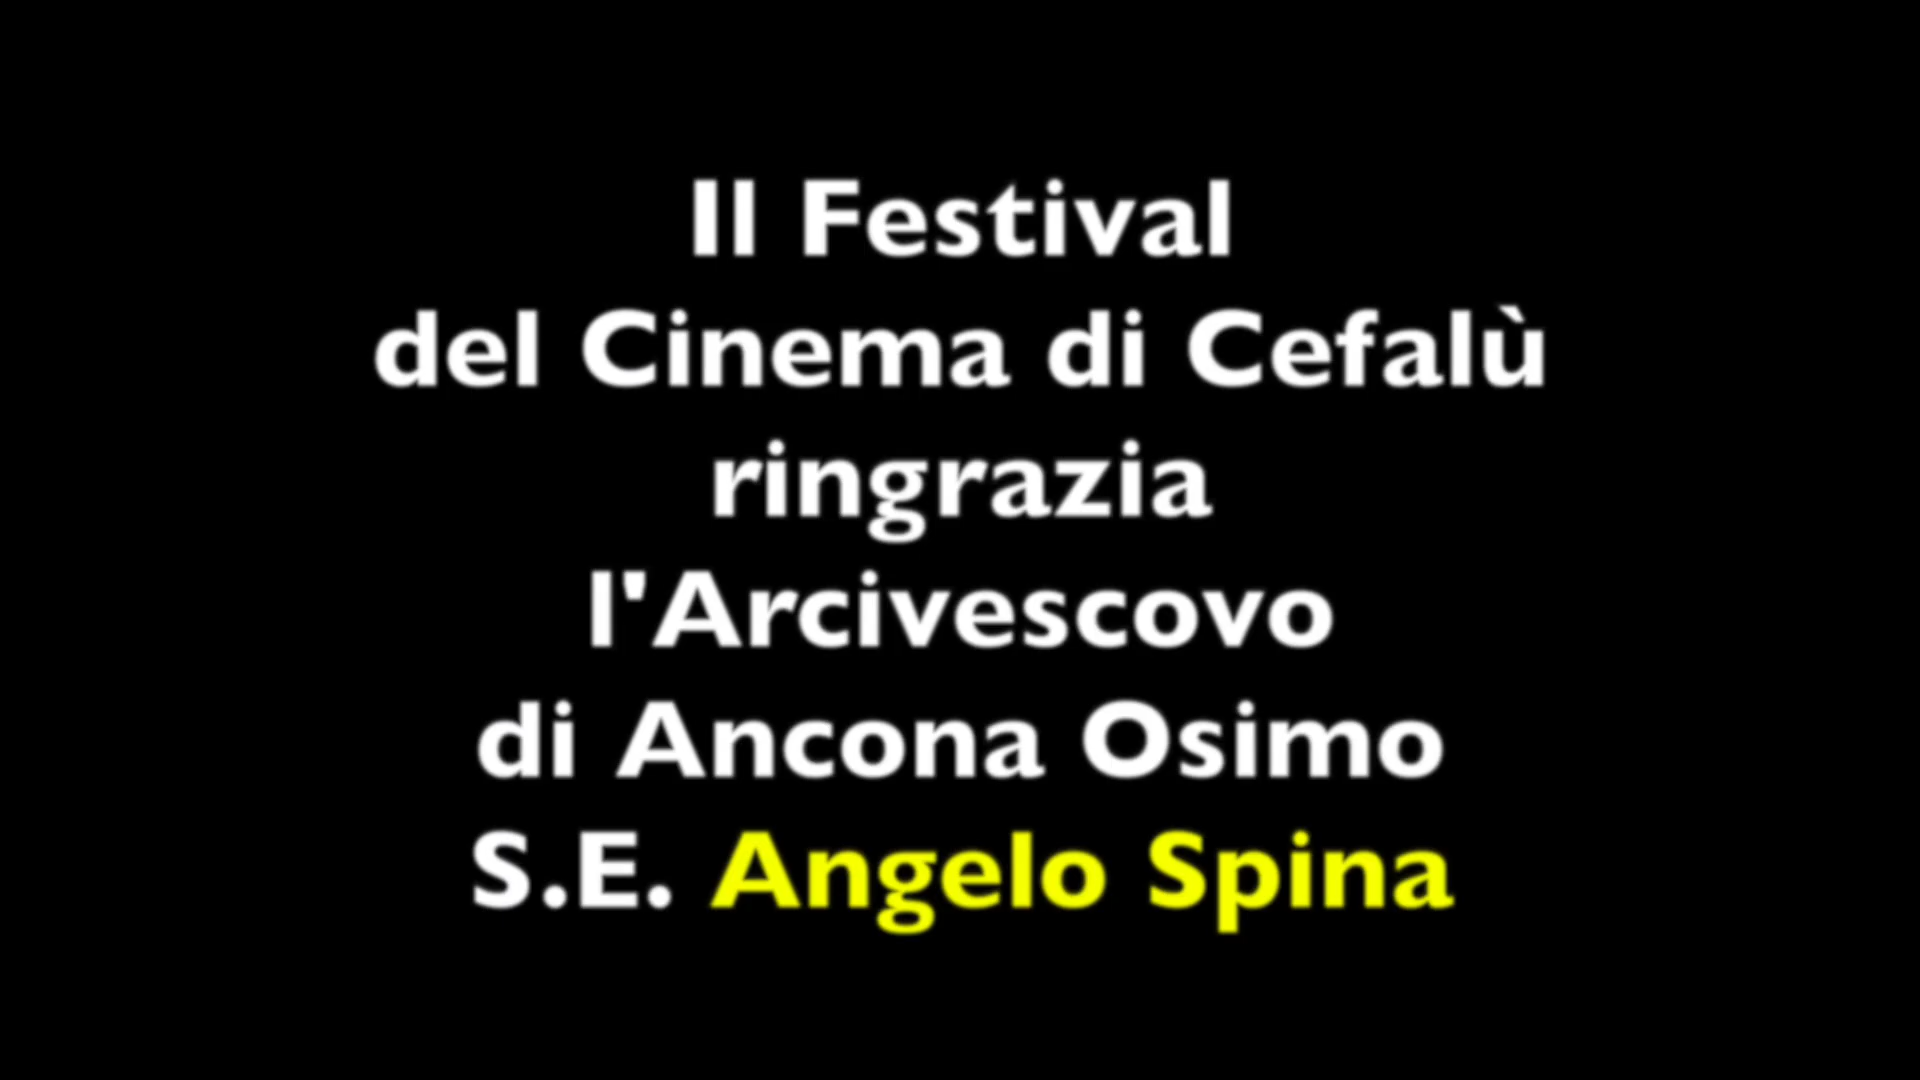 Il Festival
del Cinema di Cefalù
ringrazia
l'Arcivescovo
di Ancona Osimo
S.E. Angelo Spina